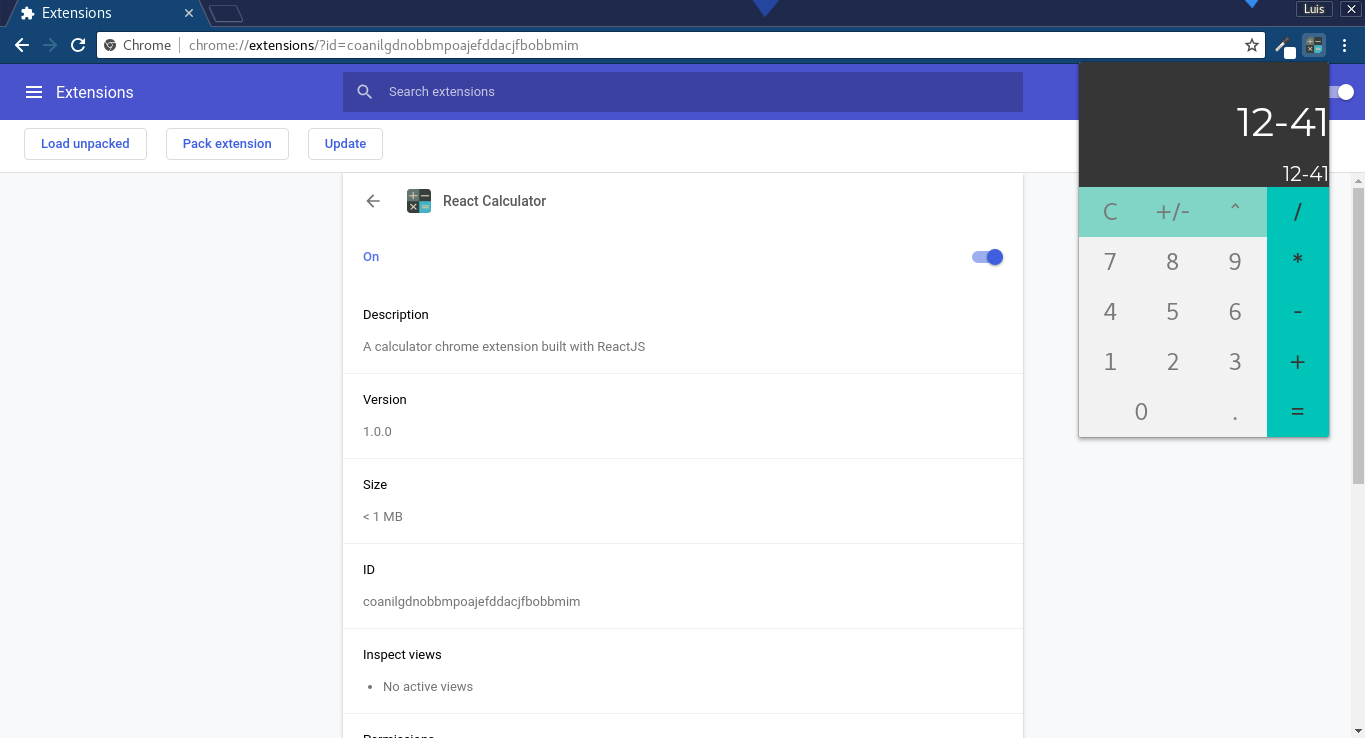 Extensions
Luis
Chrome chrome://extensions/?id=coanilgdnobbmpoajefddacjfbobbmim
Extensions
Search extensions
Load unpacked
Pack extension
Update
React Calculator
On
Description
A calculator chrome extension built with ReactJS
Version
1.0.0
Size
< 1 MB
ID
coanilgdnobbmpoajefddacjfbobbmim
Inspect views
• No active views
Permissions
12-41
12-41
C +/- ^ /
7 8 9 *
4 5 6 -
1 2 3 +
0 . =